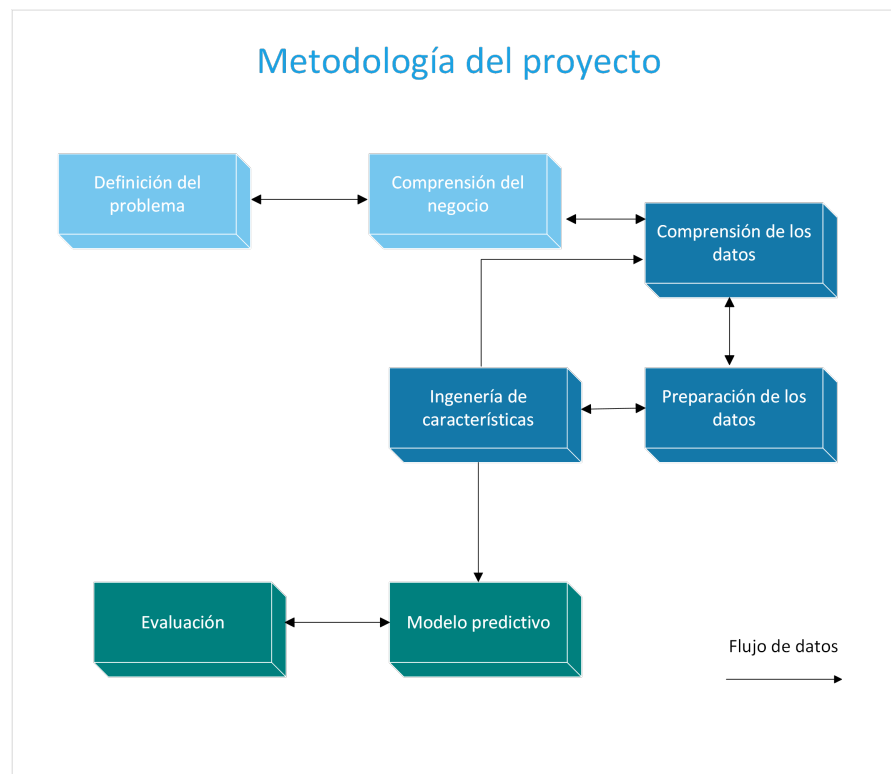 Metodología del proyecto
Definición del
problema
Comprensión del
negocio
Comprensión de los
datos
Ingenería de
características
Preparación de los
datos
Evaluación
Modelo predictivo
Flujo de datos